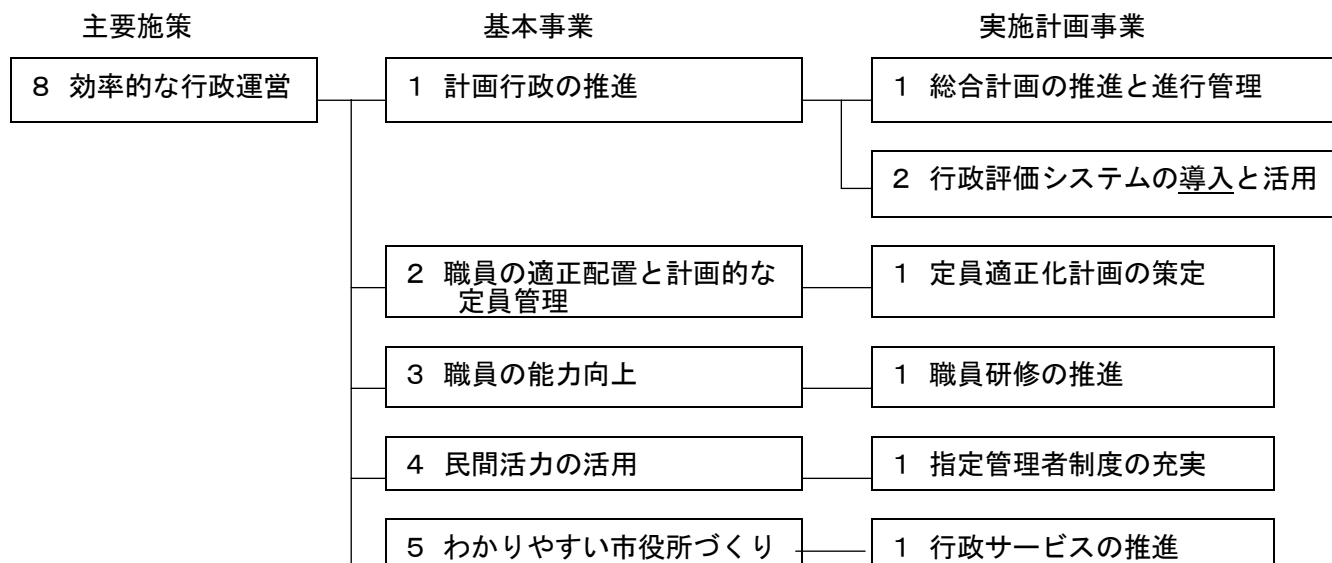 主要施策 基本事業 実施計画事業
8 効率的な行政運営 1 計画行政の推進 1 総合計画の推進と進行管理
2 行政評価システムの導入と活用
2 職員の適正配置と計画的な
定員管理
1 定員適正化計画の策定
3 職員の能力向上 1 職員研修の推進
4 民間活力の活用 1 指定管理者制度の充実
5 わかりやすい市役所づくり 1 行政サービスの推進